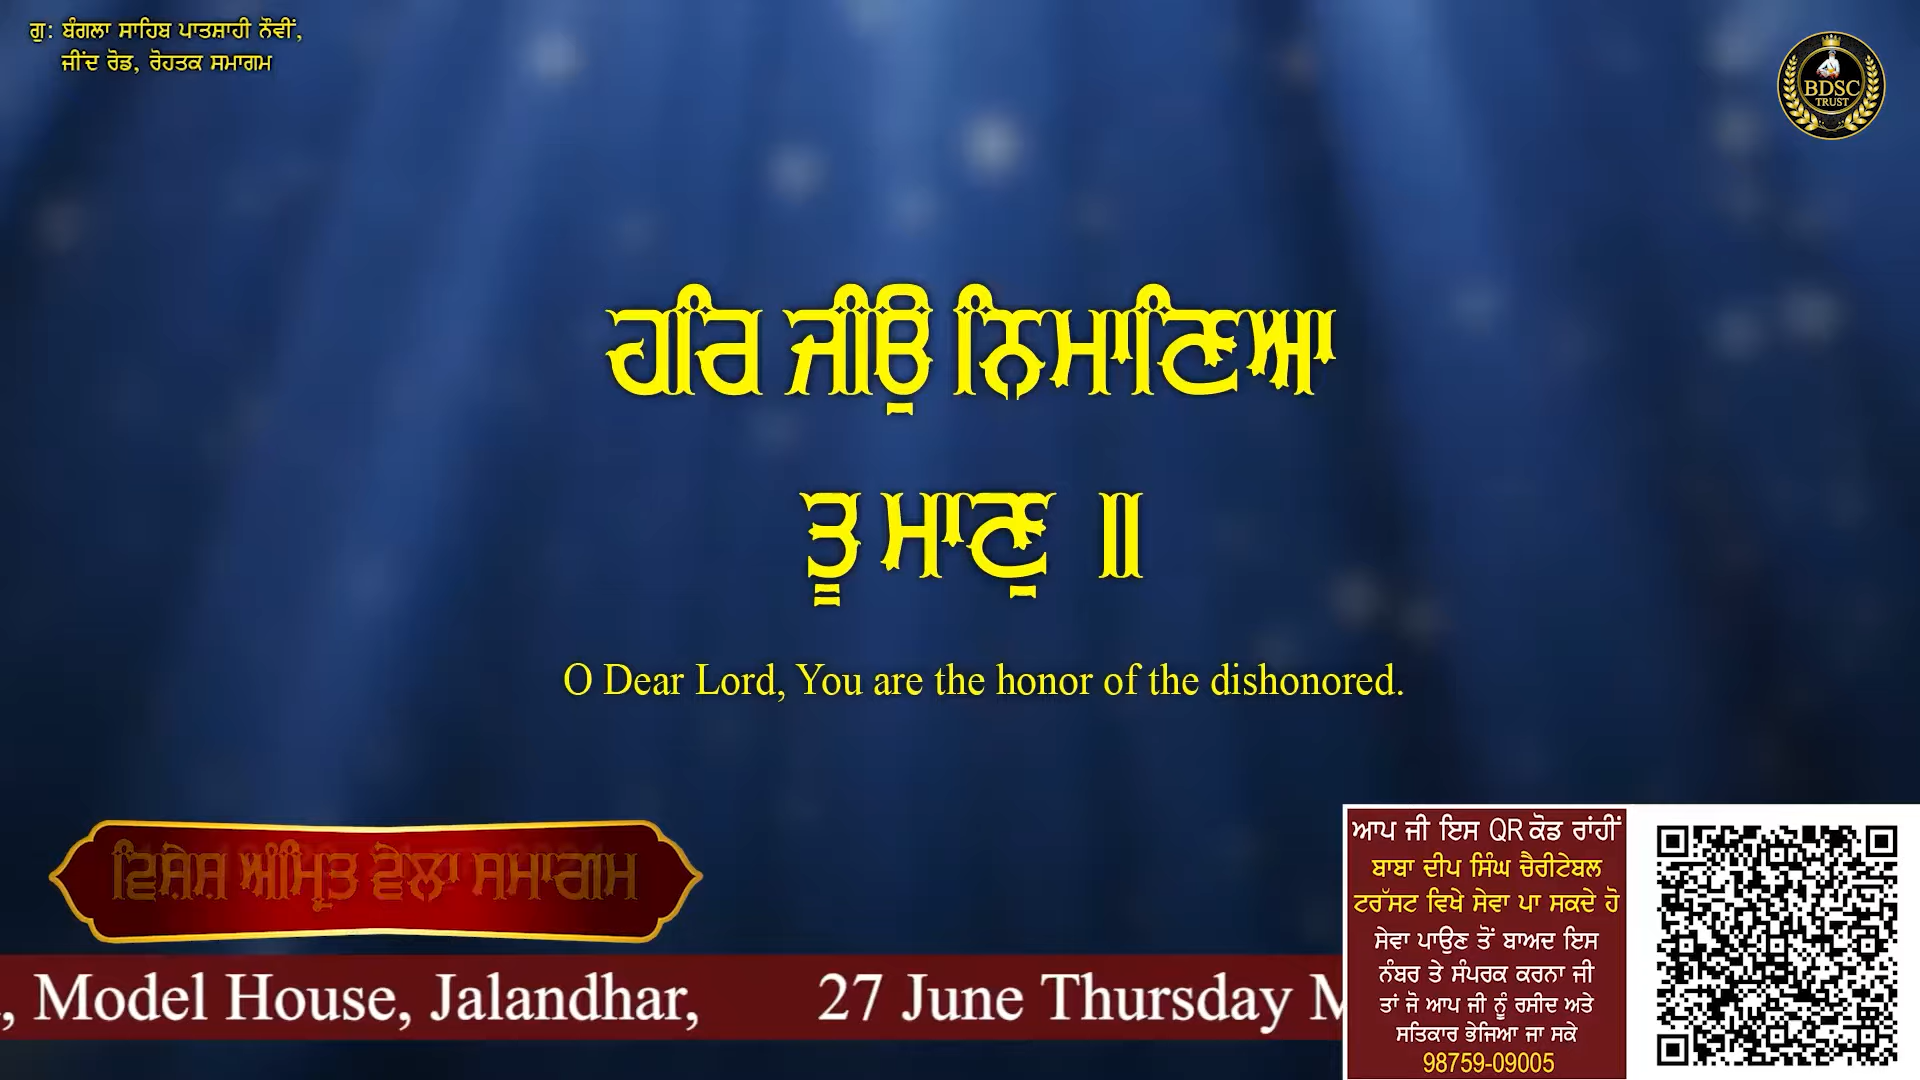 ਗੁ: ਬੰਗਲਾ ਸਾਹਿਬ ਪਾਤਸ਼ਾਹੀ ਨੌਵੀਂ,
ਜੀਂਦ ਰੋਡ, ਰੋਹਤਕ ਸਮਾਗਮ
BDSC
TRUST
ਹਰਿ ਜੀਉ ਨਿਮਾਣਿਆ
ਤੂ ਮਾਣੁ ॥
O Dear Lord, You are the honor of the dishonored.
ਵਿਸ਼ੇਸ਼ ਅੰਮ੍ਰਿਤ ਵੇਲਾ ਸਮਾਗਮ
, Model House, Jalandhar, 27 June Thursday M
ਆਪ ਜੀ ਇਸ QR ਕੋਡ ਰਾਂਹੀਂ
ਬਾਬਾ ਦੀਪ ਸਿੰਘ ਚੈਰੀਟੇਬਲ
ਟਰੱਸਟ ਵਿਖੇ ਸੇਵਾ ਪਾ ਸਕਦੇ ਹੋ
ਸੇਵਾ ਪਾਉਣ ਤੋਂ ਬਾਅਦ ਇਸ
ਨੰਬਰ ਤੇ ਸੰਪਰਕ ਕਰਨਾ ਜੀ
ਤਾਂ ਜੋ ਆਪ ਜੀ ਨੂੰ ਰਸੀਦ ਅਤੇ
ਸਤਿਕਾਰ ਭੇਜਿਆ ਜਾ ਸਕੇ
98759-09005